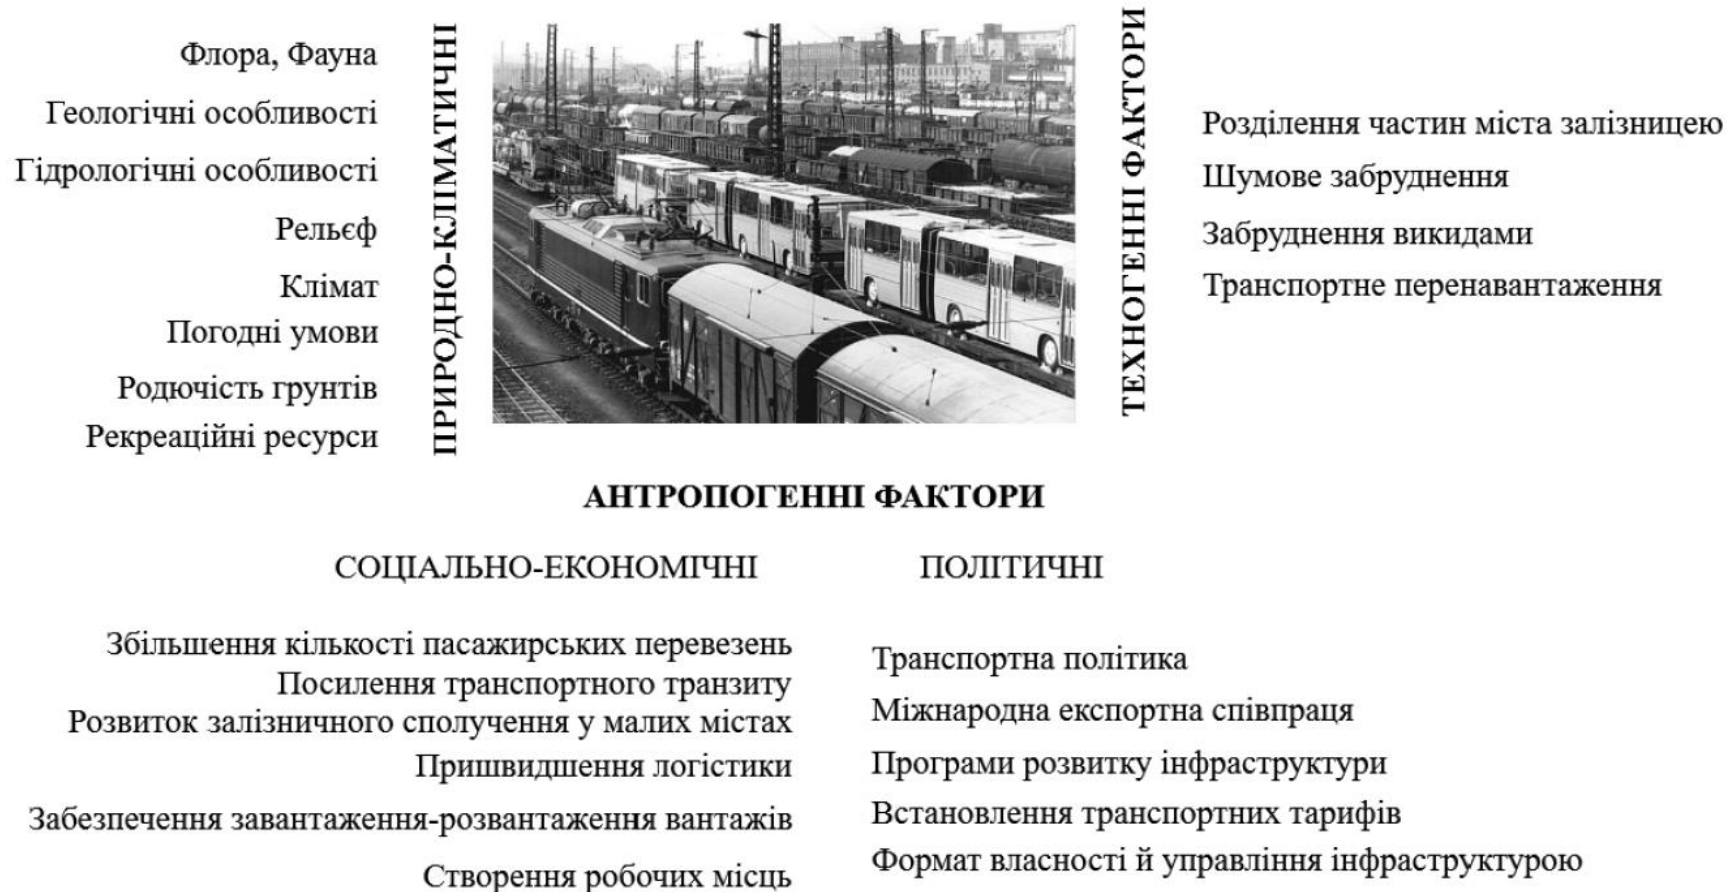 Флора, Фауна
Геологічні особливості
Гідрологічні особливості
Рельєф
Клімат
Погодні умови
Родючість грунтів
Рекреаційні ресурси
ПРИРОДНО-КЛІМАТИЧНІ
ТЕХНОГЕННІ ФАКТОРИ
Розділення частин міста залізницею
Шумове забруднення
Забруднення викидами
Транспортне перенавантаження
АНТРОПОГЕННІ ФАКТОРИ
СОЦІАЛЬНО-ЕКОНОМІЧНІ
Збільшення кількості пасажирських перевезень
Посилення транспортного транзиту
Розвиток залізничного сполучення у малих містах
Пришвидшення логістики
Забезпечення завантаження-розвантаження вантажів
Створення робочих місць
ПОЛІТИЧНІ
Транспортна політика
Міжнародна експортна співпраця
Програми розвитку інфраструктури
Встановлення транспортних тарифів
Формат власності й управління інфраструктурою